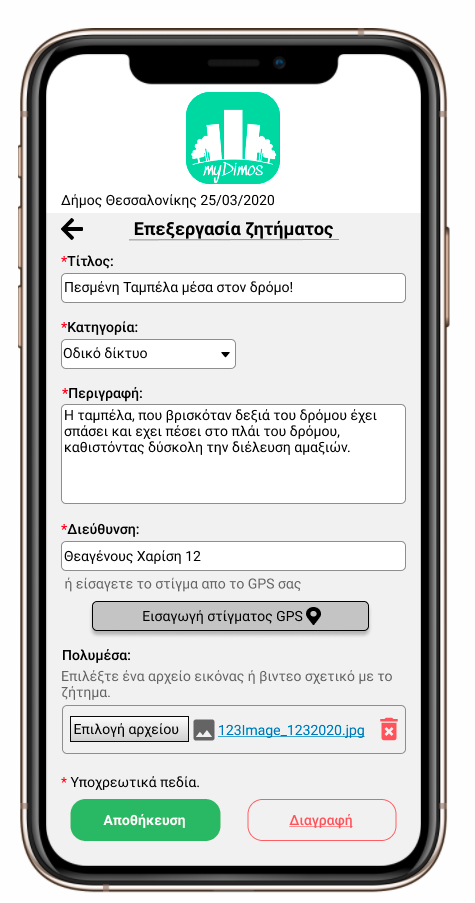 myDimos
Δήμος Θεσσαλονίκης 25/03/2020
Επεξεργασία ζητήματος
*Τίτλος:
Πεσμένη Ταμπέλα μέσα στον δρόμο!
*Κατηγορία:
Οδικό δίκτυο
*Περιγραφή:
Η ταμπέλα, που βρισκόταν δεξιά του δρόμου έχει
σπάσει και εχει πέσει στο πλάι του δρόμου,
καθιστόντας δύσκολη την διέλευση αμαξιών.
*Διεύθυνση:
Θεαγένους Χαρίση 12
ή είσαγετε το στίγμα απο το GPS σας
Εισαγωγή στίγματος GPS
Πολυμέσα:
Επιλέξτε ένα αρχείο εικόνας ή βιντεο σχετικό με το
ζήτημα.
Επιλογή αρχείου 123Image_1232020.jpg
* Υποχρεωτικά πεδία.
Αποθήκευση Διαγραφή